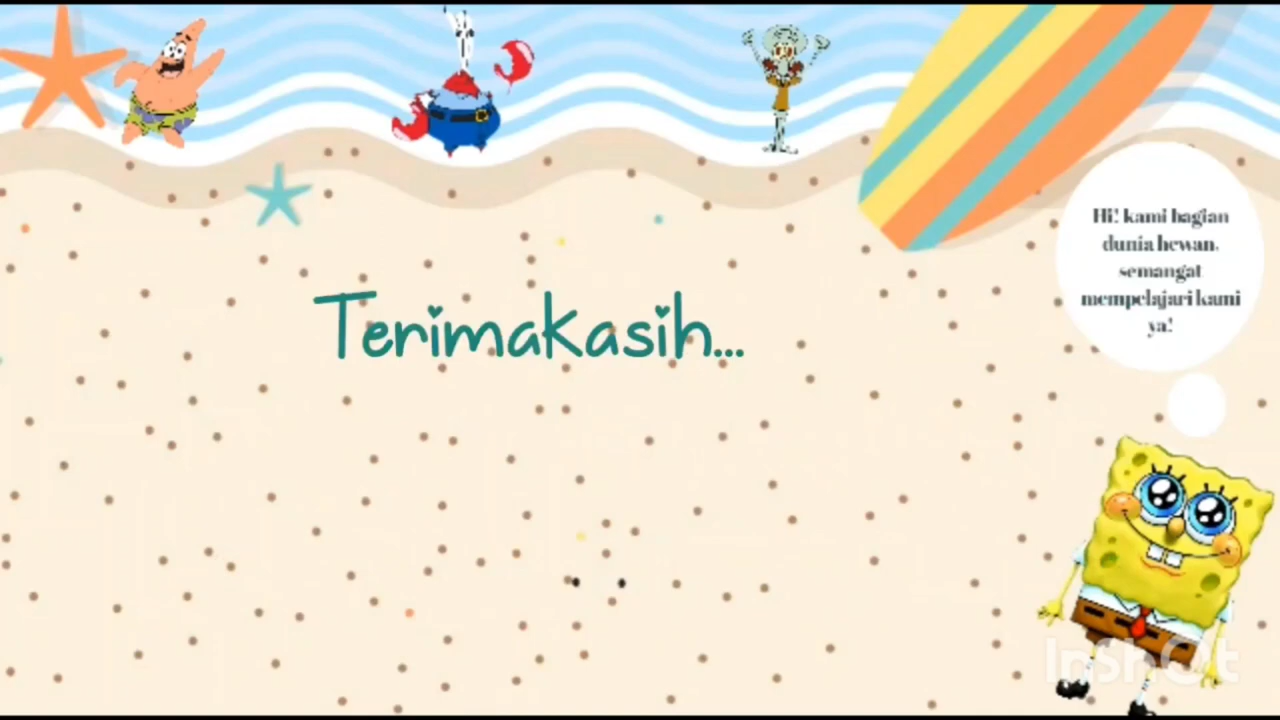 Hi! kami bagian
dunia hewan,
semangat
mempelajari kami
ya!
Terimakasih...
InShOt